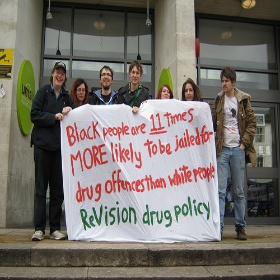 Black people are 11 times
MORE likely to be jailed for
drug offences than white people
ReVision drug policy